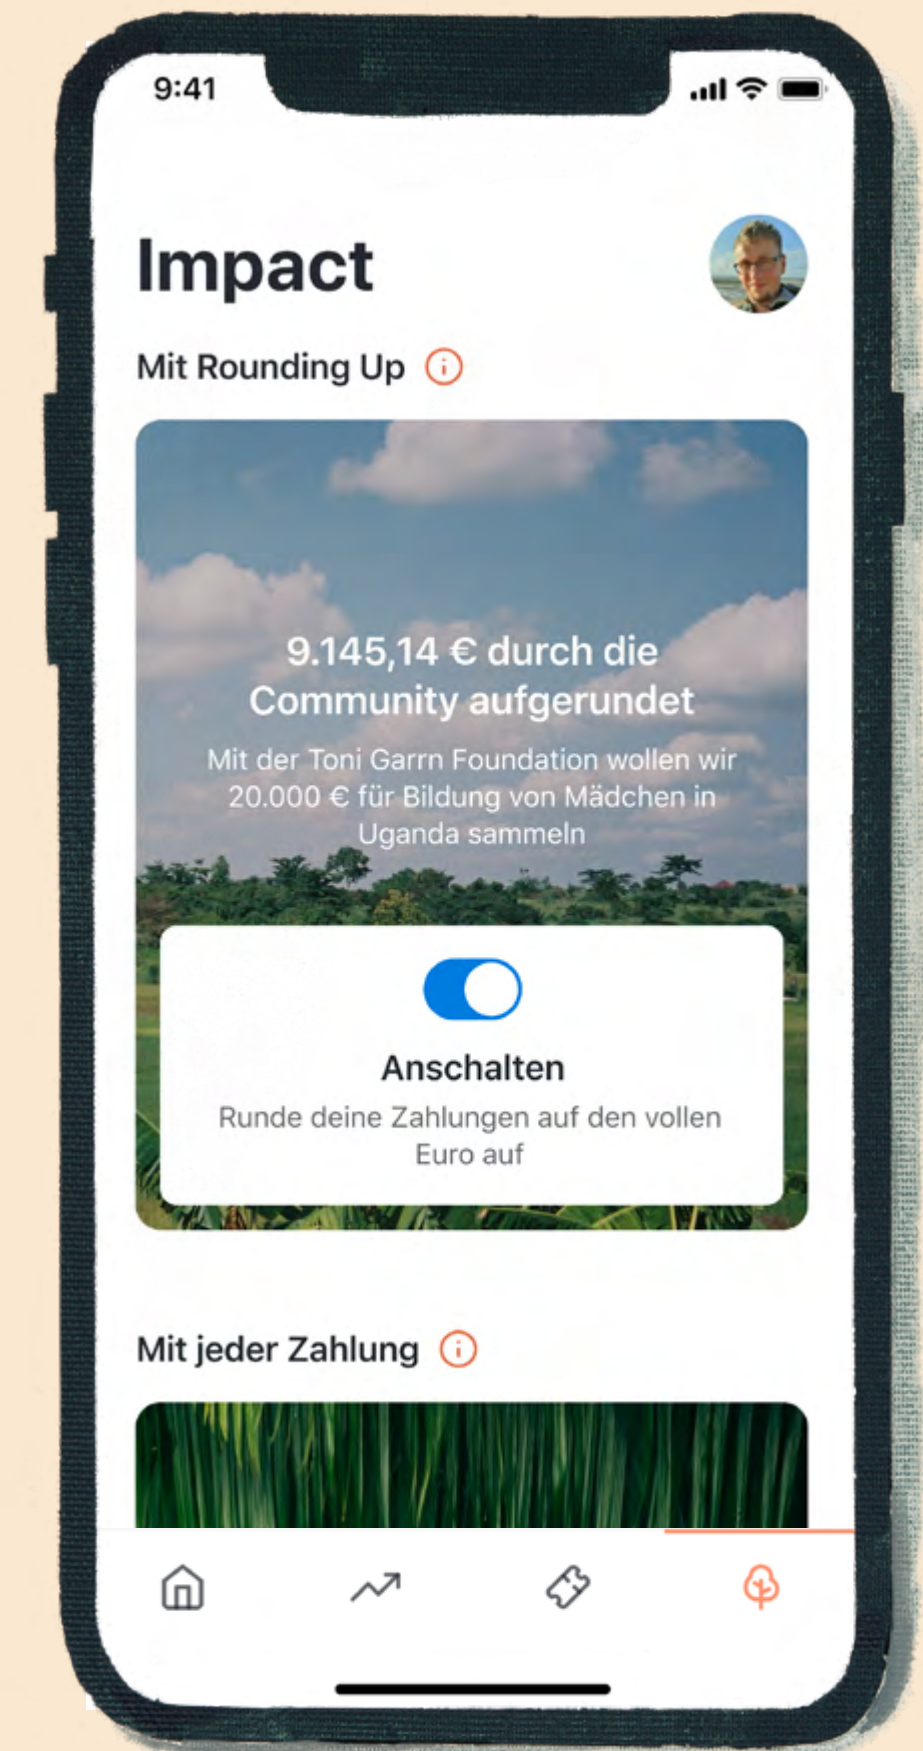 9:41
Impact
Mit Rounding Up
9.145,14 € durch die
Community aufgerundet
Mit der Toni Garrn Foundation wollen wir
20.000 € für Bildung von Mädchen in
Uganda sammeln
Anschalten
Runde deine Zahlungen auf den vollen
Euro auf
Mit jeder Zahlung